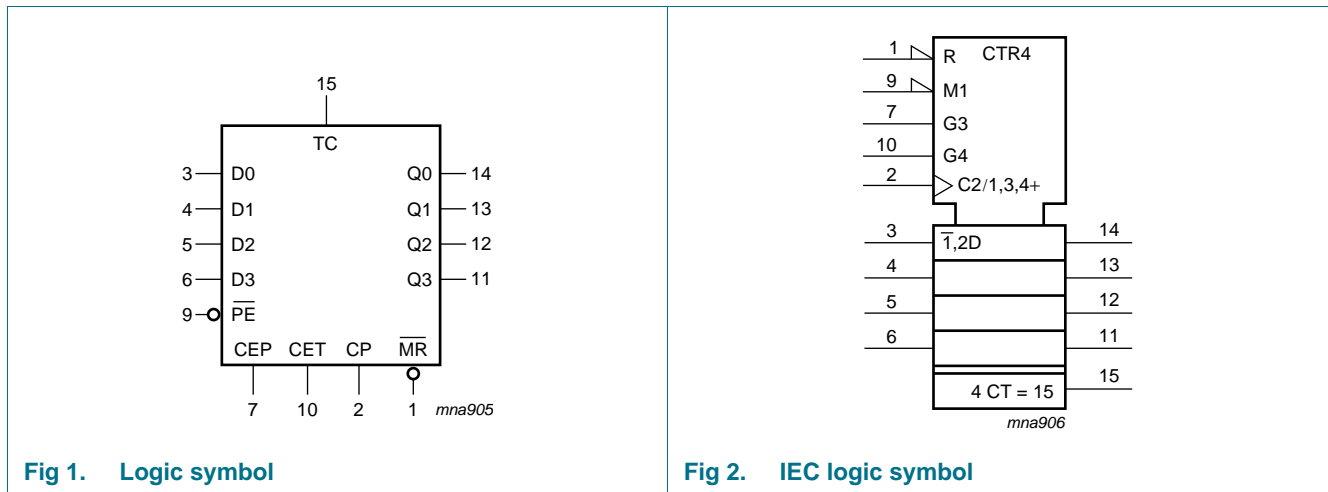 15
TC
3 D0 Q0 14
4 D1 Q1 13
5 D2 Q2 12
6 D3 Q3 11
9 P̅E̅
CEP CET CP M̅R̅
7 10 2 1 mna905
Fig 1. Logic symbol
1 R CTR4
9 M1
7 G3
10 G4
2 C2/1,3,4+
3 1̅,2D 14
4 13
5 12
6 11
4 CT = 15 15
mna906
Fig 2. IEC logic symbol